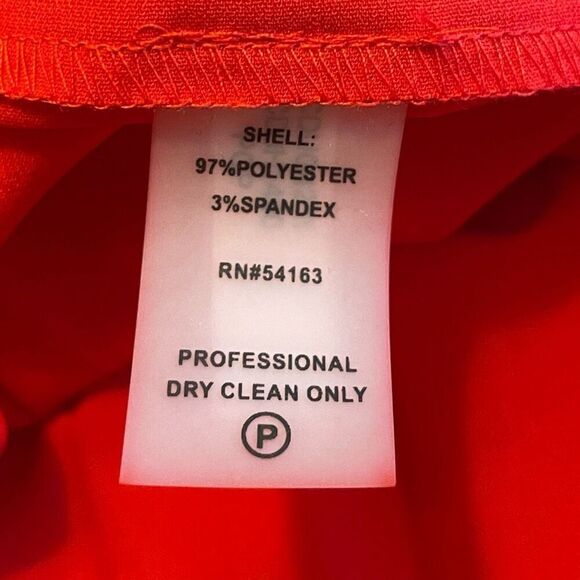 SHELL:
97%POLYESTER
3%SPANDEX
RN#54163
PROFESSIONAL
DRY CLEAN ONLY
P